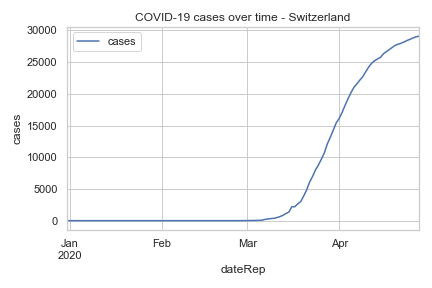 COVID-19 cases over time - Switzerland
cases
30000
25000
20000
15000
10000
5000
0
cases
Jan
2020
Feb
Mar
Apr
dateRep